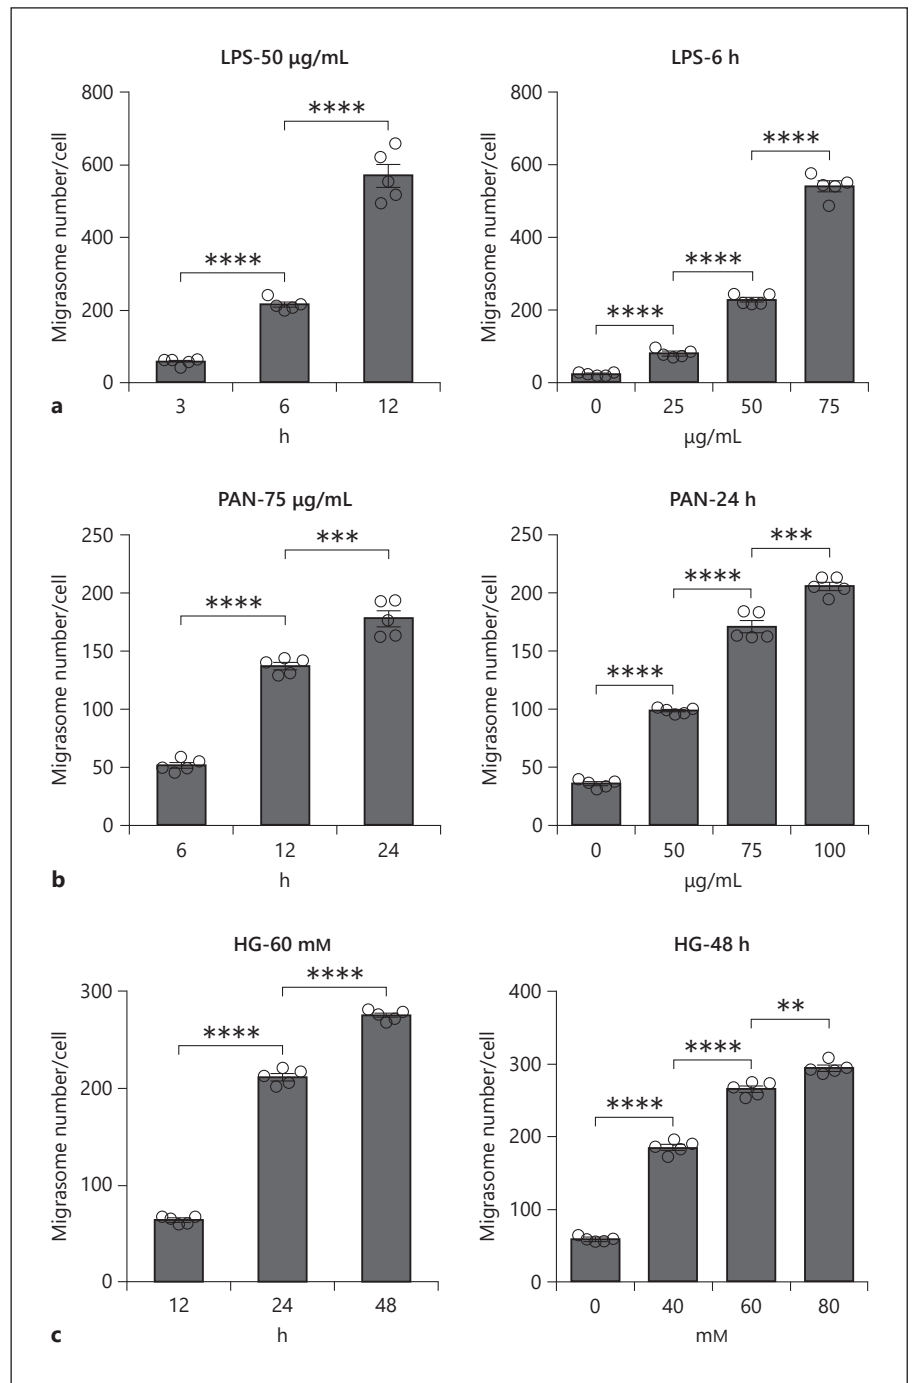 LPS-50 µg/mL
Migrasome number/cell
800
600
400
200
0
****
****
3 6 12
h
a
LPS-6 h
Migrasome number/cell
800
600
400
200
0
****
****
****
0 25 50 75
µg/mL
PAN-75 µg/mL
Migrasome number/cell
250
200
150
100
50
0
****
***
6 12 24
h
b
PAN-24 h
Migrasome number/cell
250
200
150
100
50
0
****
****
***
0 50 75 100
µg/mL
HG-60 mM
Migrasome number/cell
300
200
100
0
****
****
12 24 48
h
c
HG-48 h
Migrasome number/cell
400
300
200
100
0
****
****
**
0 40 60 80
mM